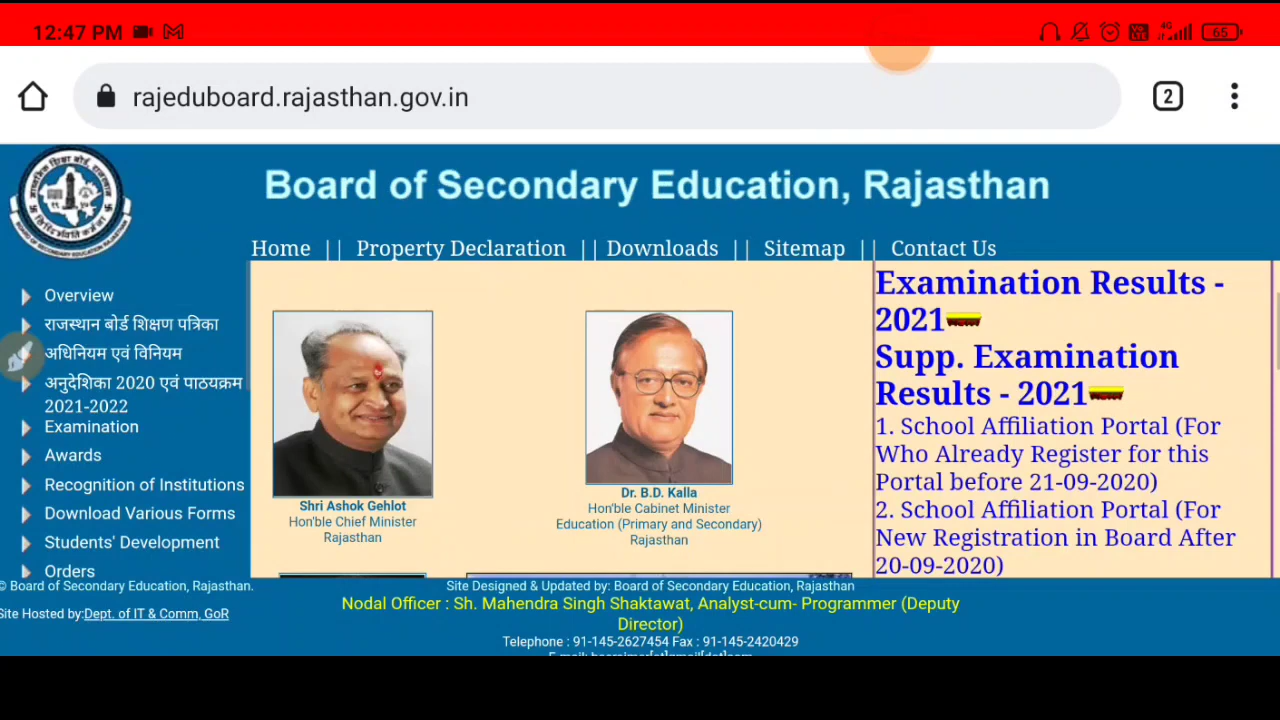 12:47 PM
4G
65
rajeduboard.rajasthan.gov.in
2
Board of Secondary Education, Rajasthan
Home || Property Declaration || Downloads || Sitemap || Contact Us
Overview
राजस्थान बोर्ड शिक्षण पत्रिका
अधिनियम एवं विनियम
अनुदेशिका 2020 एवं पाठयक्रम
2021-2022
Examination
Awards
Recognition of Institutions
Download Various Forms
Students' Development
Orders
Shri Ashok Gehlot
Hon'ble Chief Minister
Rajasthan
Dr. B.D. Kalla
Hon'ble Cabinet Minister
Education (Primary and Secondary)
Rajasthan
Examination Results -
2021
Supp. Examination
Results - 2021
1. School Affiliation Portal (For
Who Already Register for this
Portal before 21-09-2020)
2. School Affiliation Portal (For
New Registration in Board After
20-09-2020)
© Board of Secondary Education, Rajasthan.
Site Hosted by:Dept. of IT & Comm, GoR
Site Designed & Updated by: Board of Secondary Education, Rajasthan
Nodal Officer : Sh. Mahendra Singh Shaktawat, Analyst-cum- Programmer (Deputy
Director)
Telephone : 91-145-2627454 Fax : 91-145-2420429